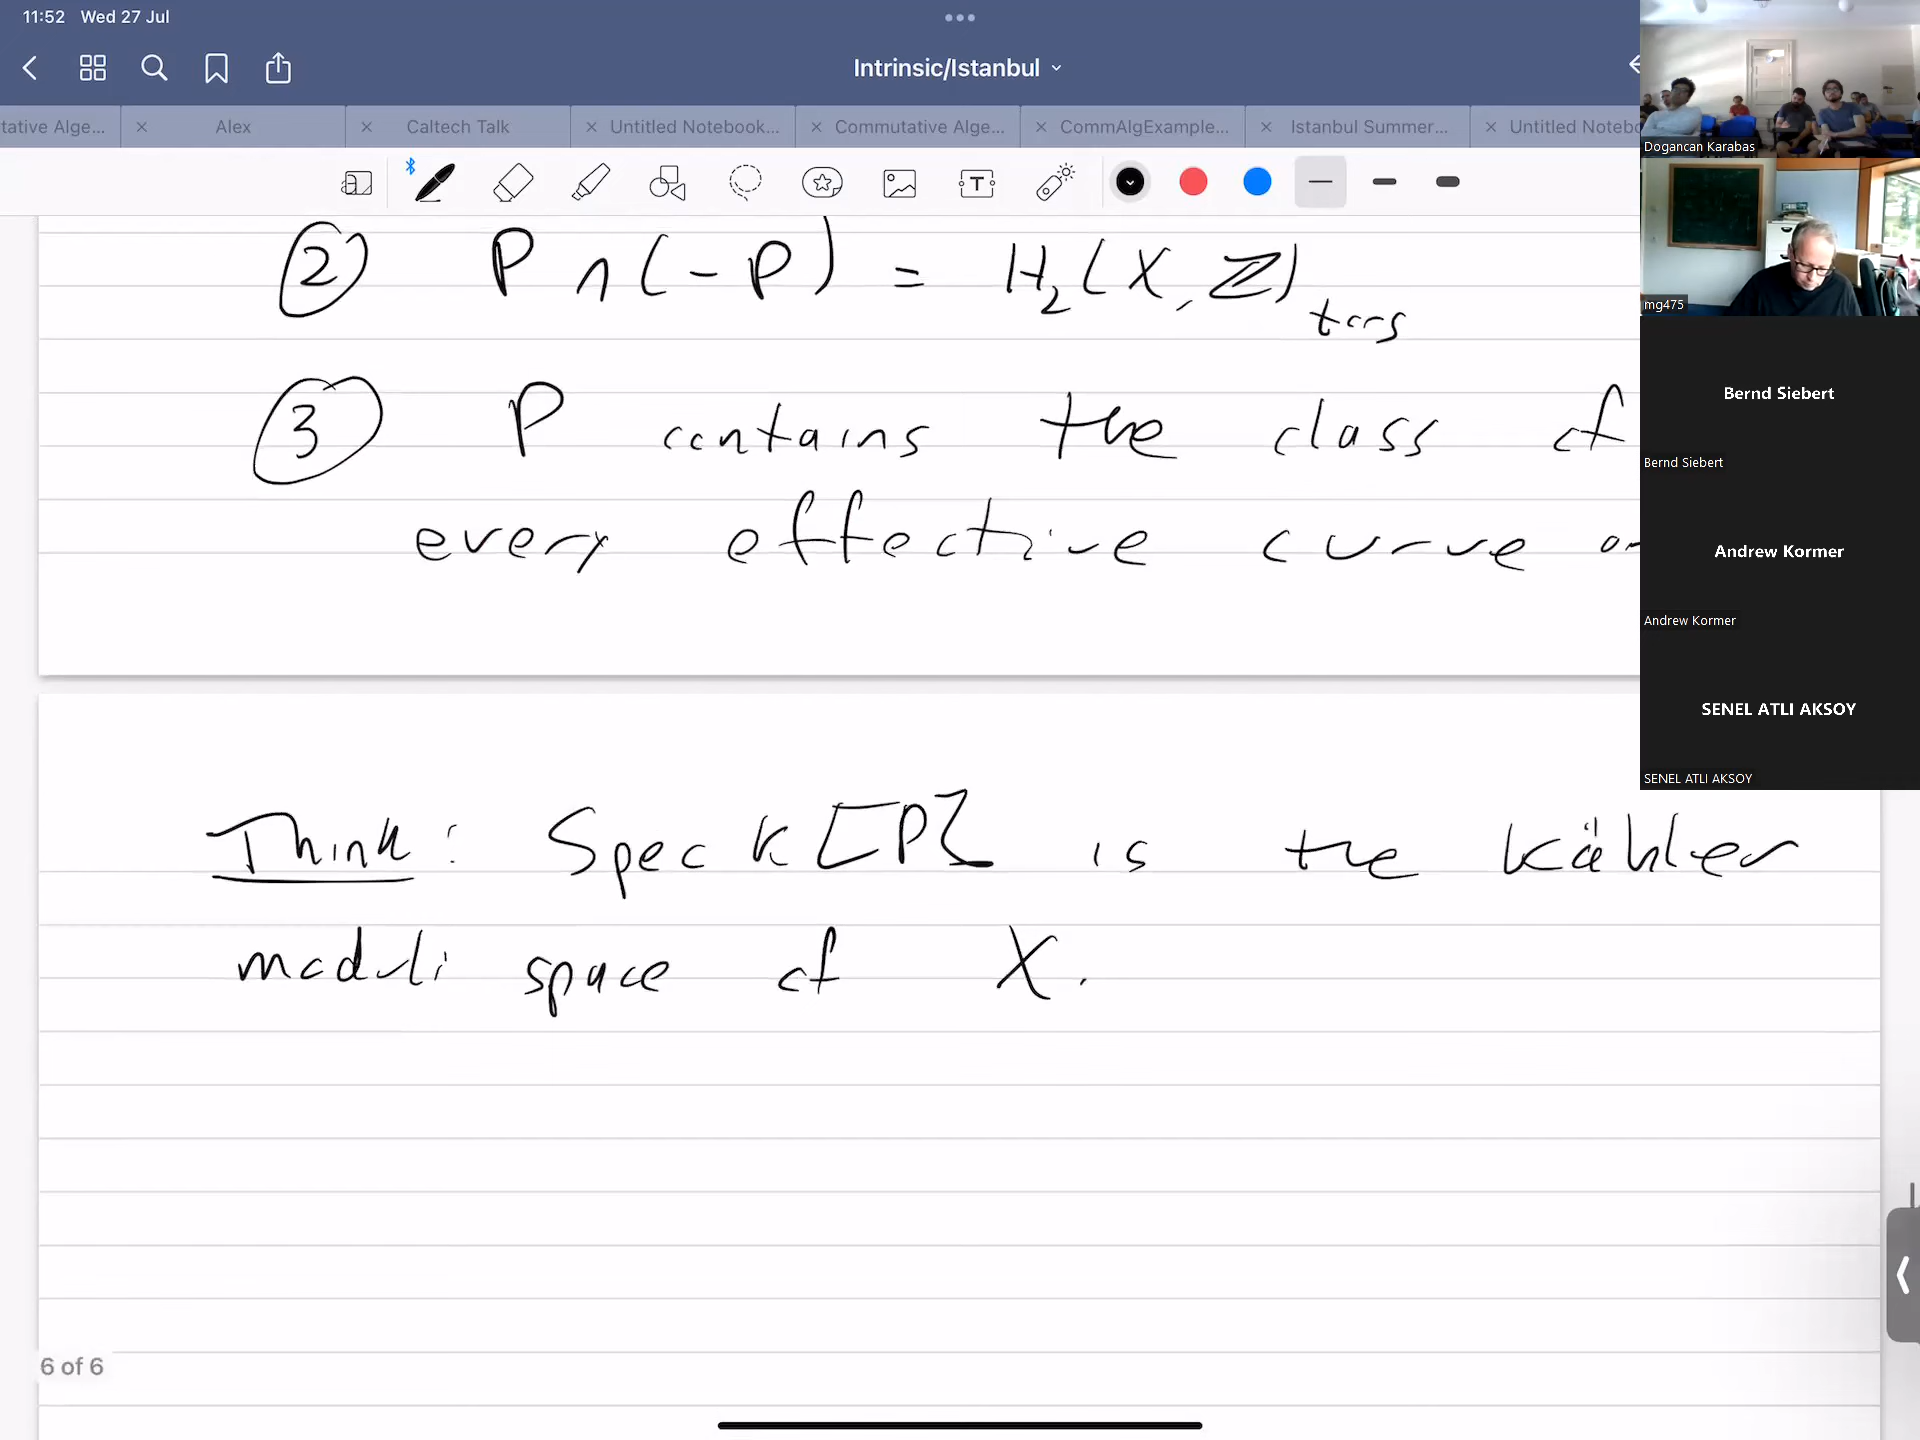 11:52 Wed 27 Jul
Intrinsic/Istanbul
tative Alge...
Alex
Caltech Talk
Untitled Notebook...
Commutative Alge...
CommAlgExample...
Istanbul Summer...
Untitled Notebo
② P ∩ (-P) = H₂(X, ℤ)tors
③ P contains the class of
every effective curve on
Think: Spec k[P] is the Kähler
moduli space of X.
6 of 6
Dogancan Karabas
mg475
Bernd Siebert
Bernd Siebert
Andrew Kormer
Andrew Kormer
SENEL ATLI AKSOY
SENEL ATLI AKSOY